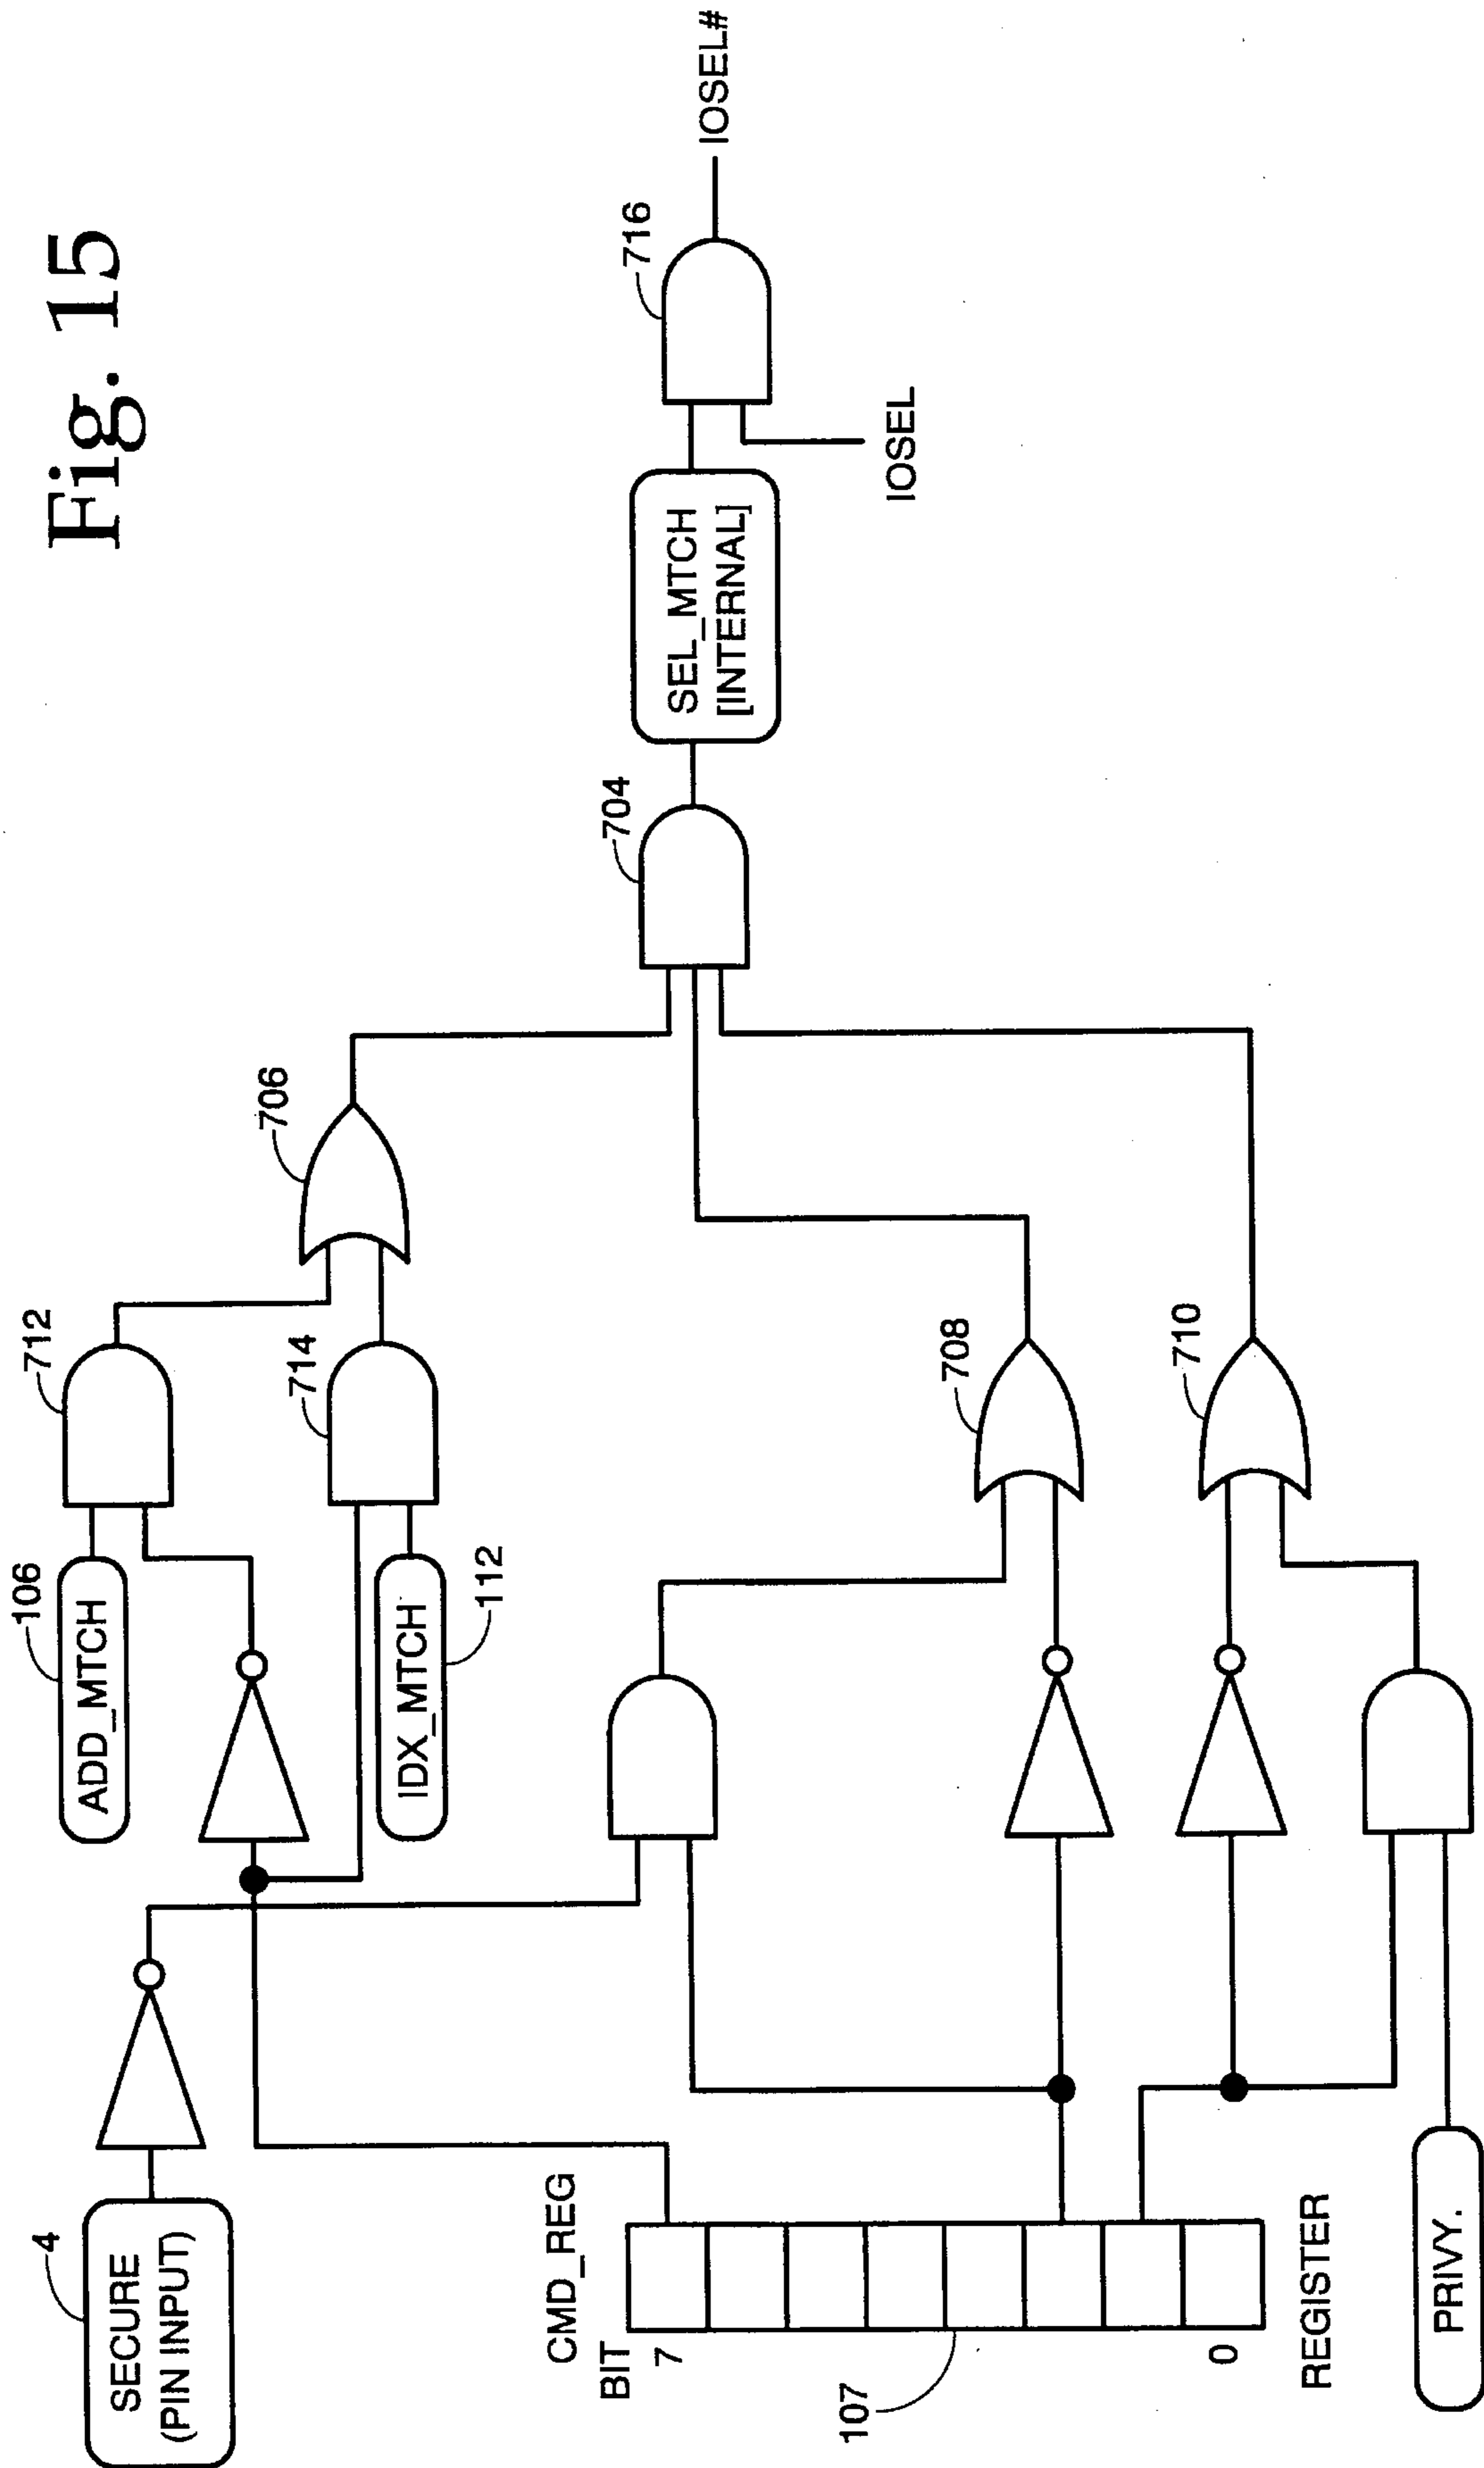 Fig. 15
4
SECURE
(PIN INPUT)
106
ADD_MTCH
712
IDX_MTCH
112
714
706
CMD_REG
BIT
7
107
0
REGISTER
PRIVY.
708
710
704
SEL_MTCH
[INTERNAL]
716
IOSEL
IOSEL#